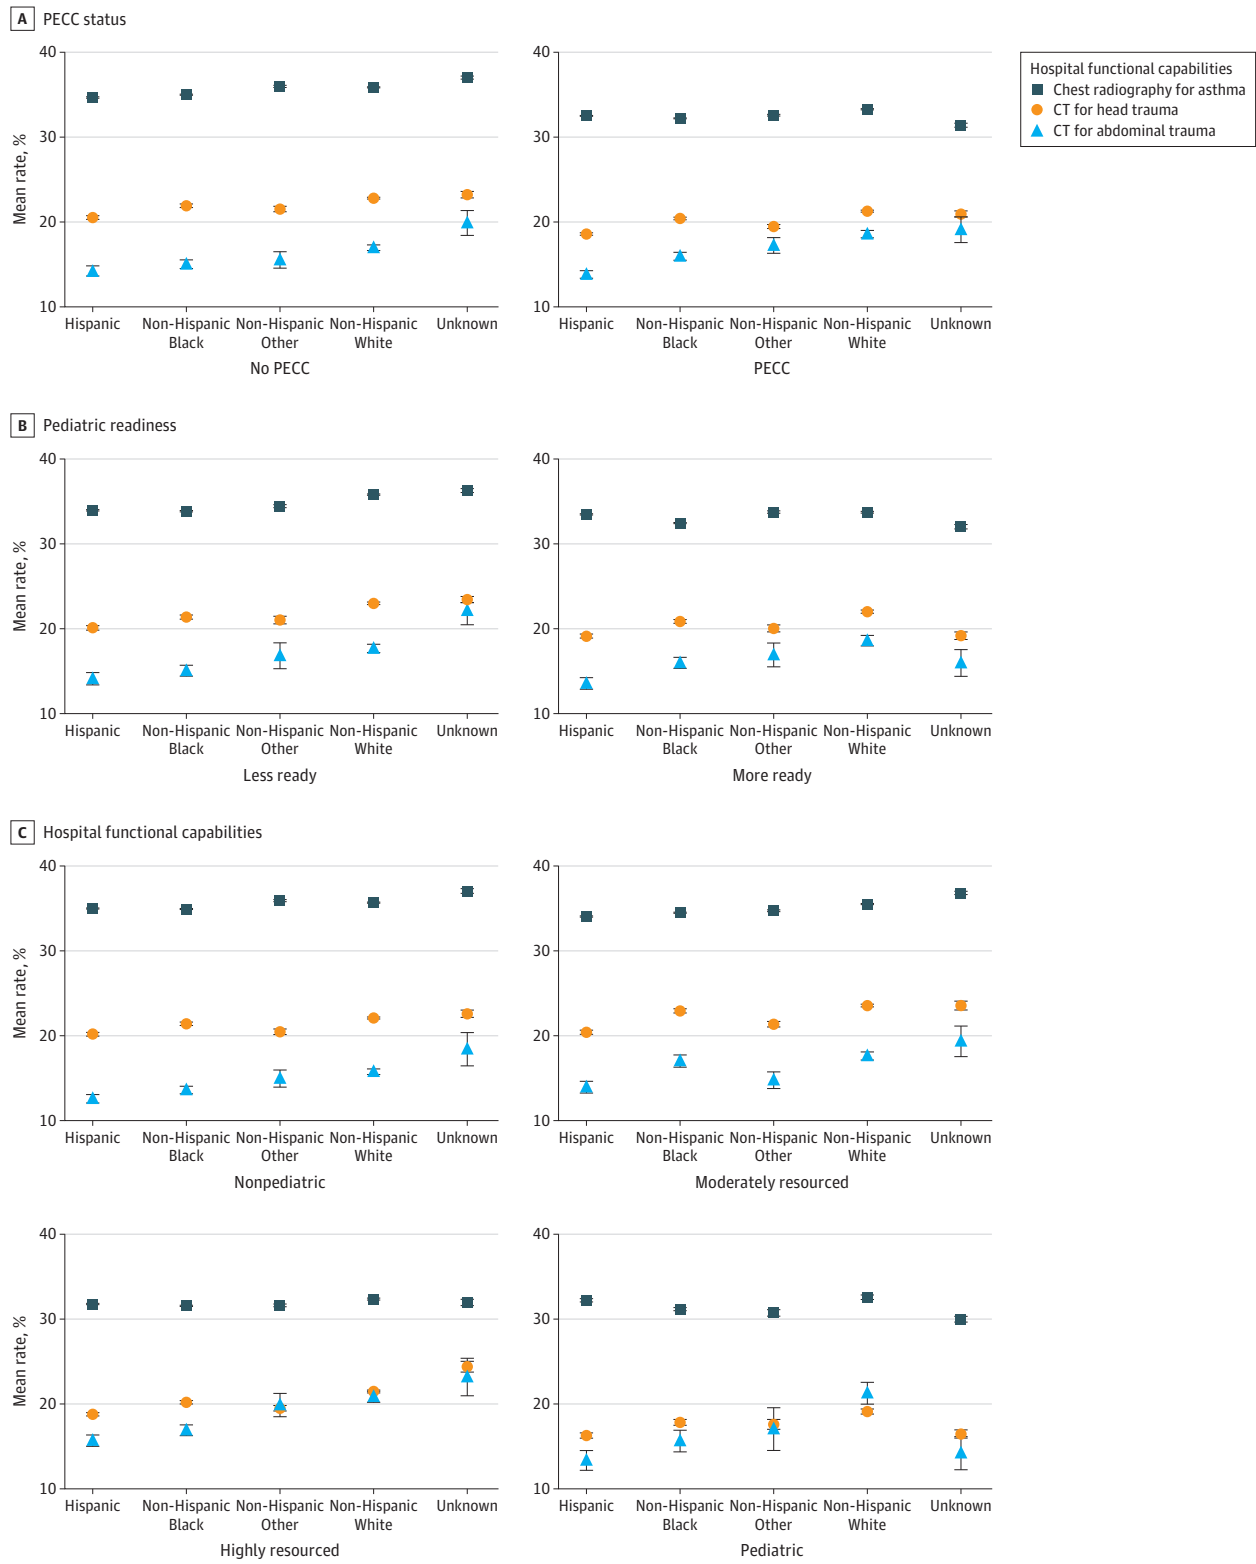 A PECC status
40
30
20
10
Mean rate, %
Hispanic Non-Hispanic Black Non-Hispanic Other Non-Hispanic White Unknown
No PECC
40
30
20
10
Hispanic Non-Hispanic Black Non-Hispanic Other Non-Hispanic White Unknown
PECC
Hospital functional capabilities
Chest radiography for asthma
CT for head trauma
CT for abdominal trauma
B Pediatric readiness
40
30
20
10
Mean rate, %
Hispanic Non-Hispanic Black Non-Hispanic Other Non-Hispanic White Unknown
Less ready
40
30
20
10
Hispanic Non-Hispanic Black Non-Hispanic Other Non-Hispanic White Unknown
More ready
C Hospital functional capabilities
40
30
20
10
Mean rate, %
Hispanic Non-Hispanic Black Non-Hispanic Other Non-Hispanic White Unknown
Nonpediatric
40
30
20
10
Hispanic Non-Hispanic Black Non-Hispanic Other Non-Hispanic White Unknown
Moderately resourced
40
30
20
10
Mean rate, %
Hispanic Non-Hispanic Black Non-Hispanic Other Non-Hispanic White Unknown
Highly resourced
40
30
20
10
Hispanic Non-Hispanic Black Non-Hispanic Other Non-Hispanic White Unknown
Pediatric